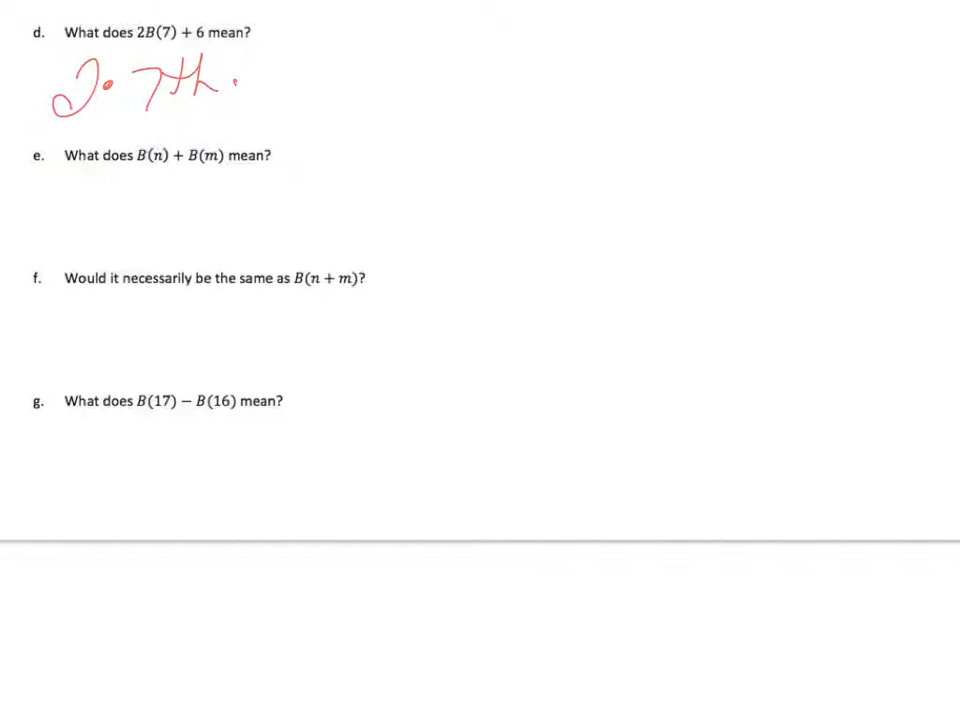 d. What does 2B(7) + 6 mean?
2• 7th.
e. What does B(n) + B(m) mean?
f. Would it necessarily be the same as B(n + m)?
g. What does B(17) − B(16) mean?